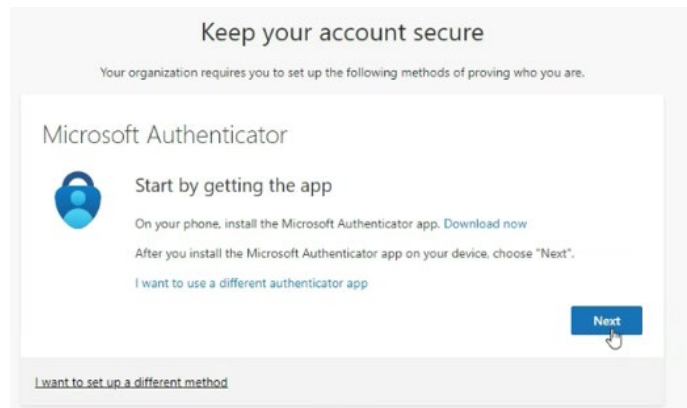 Keep your account secure
Your organization requires you to set up the following methods of proving who you are.
Microsoft Authenticator
Start by getting the app
On your phone, install the Microsoft Authenticator app. Download now
After you install the Microsoft Authenticator app on your device, choose "Next".
I want to use a different authenticator app
Next
I want to set up a different method